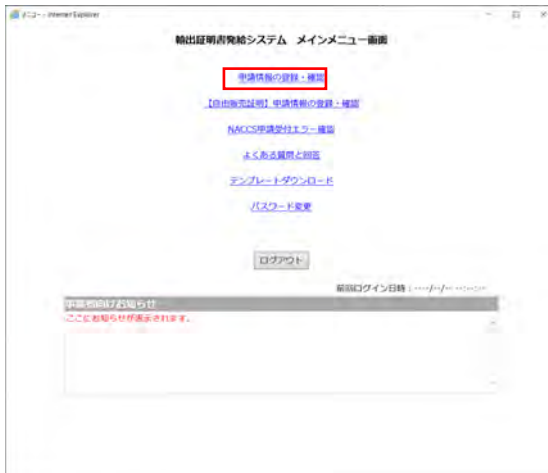 メニュー - Internet Explorer
輸出証明書発給システム　メインメニュー画面
申請情報の登録・確認
【自由販売証明】申請情報の登録・確認
NACCS申請受付エラー確認
よくある質問と回答
テンプレートダウンロード
パスワード変更
ログアウト
前回ログイン日時：----/--/-- --:--:--
事業者向けお知らせ
ここにお知らせが表示されます。